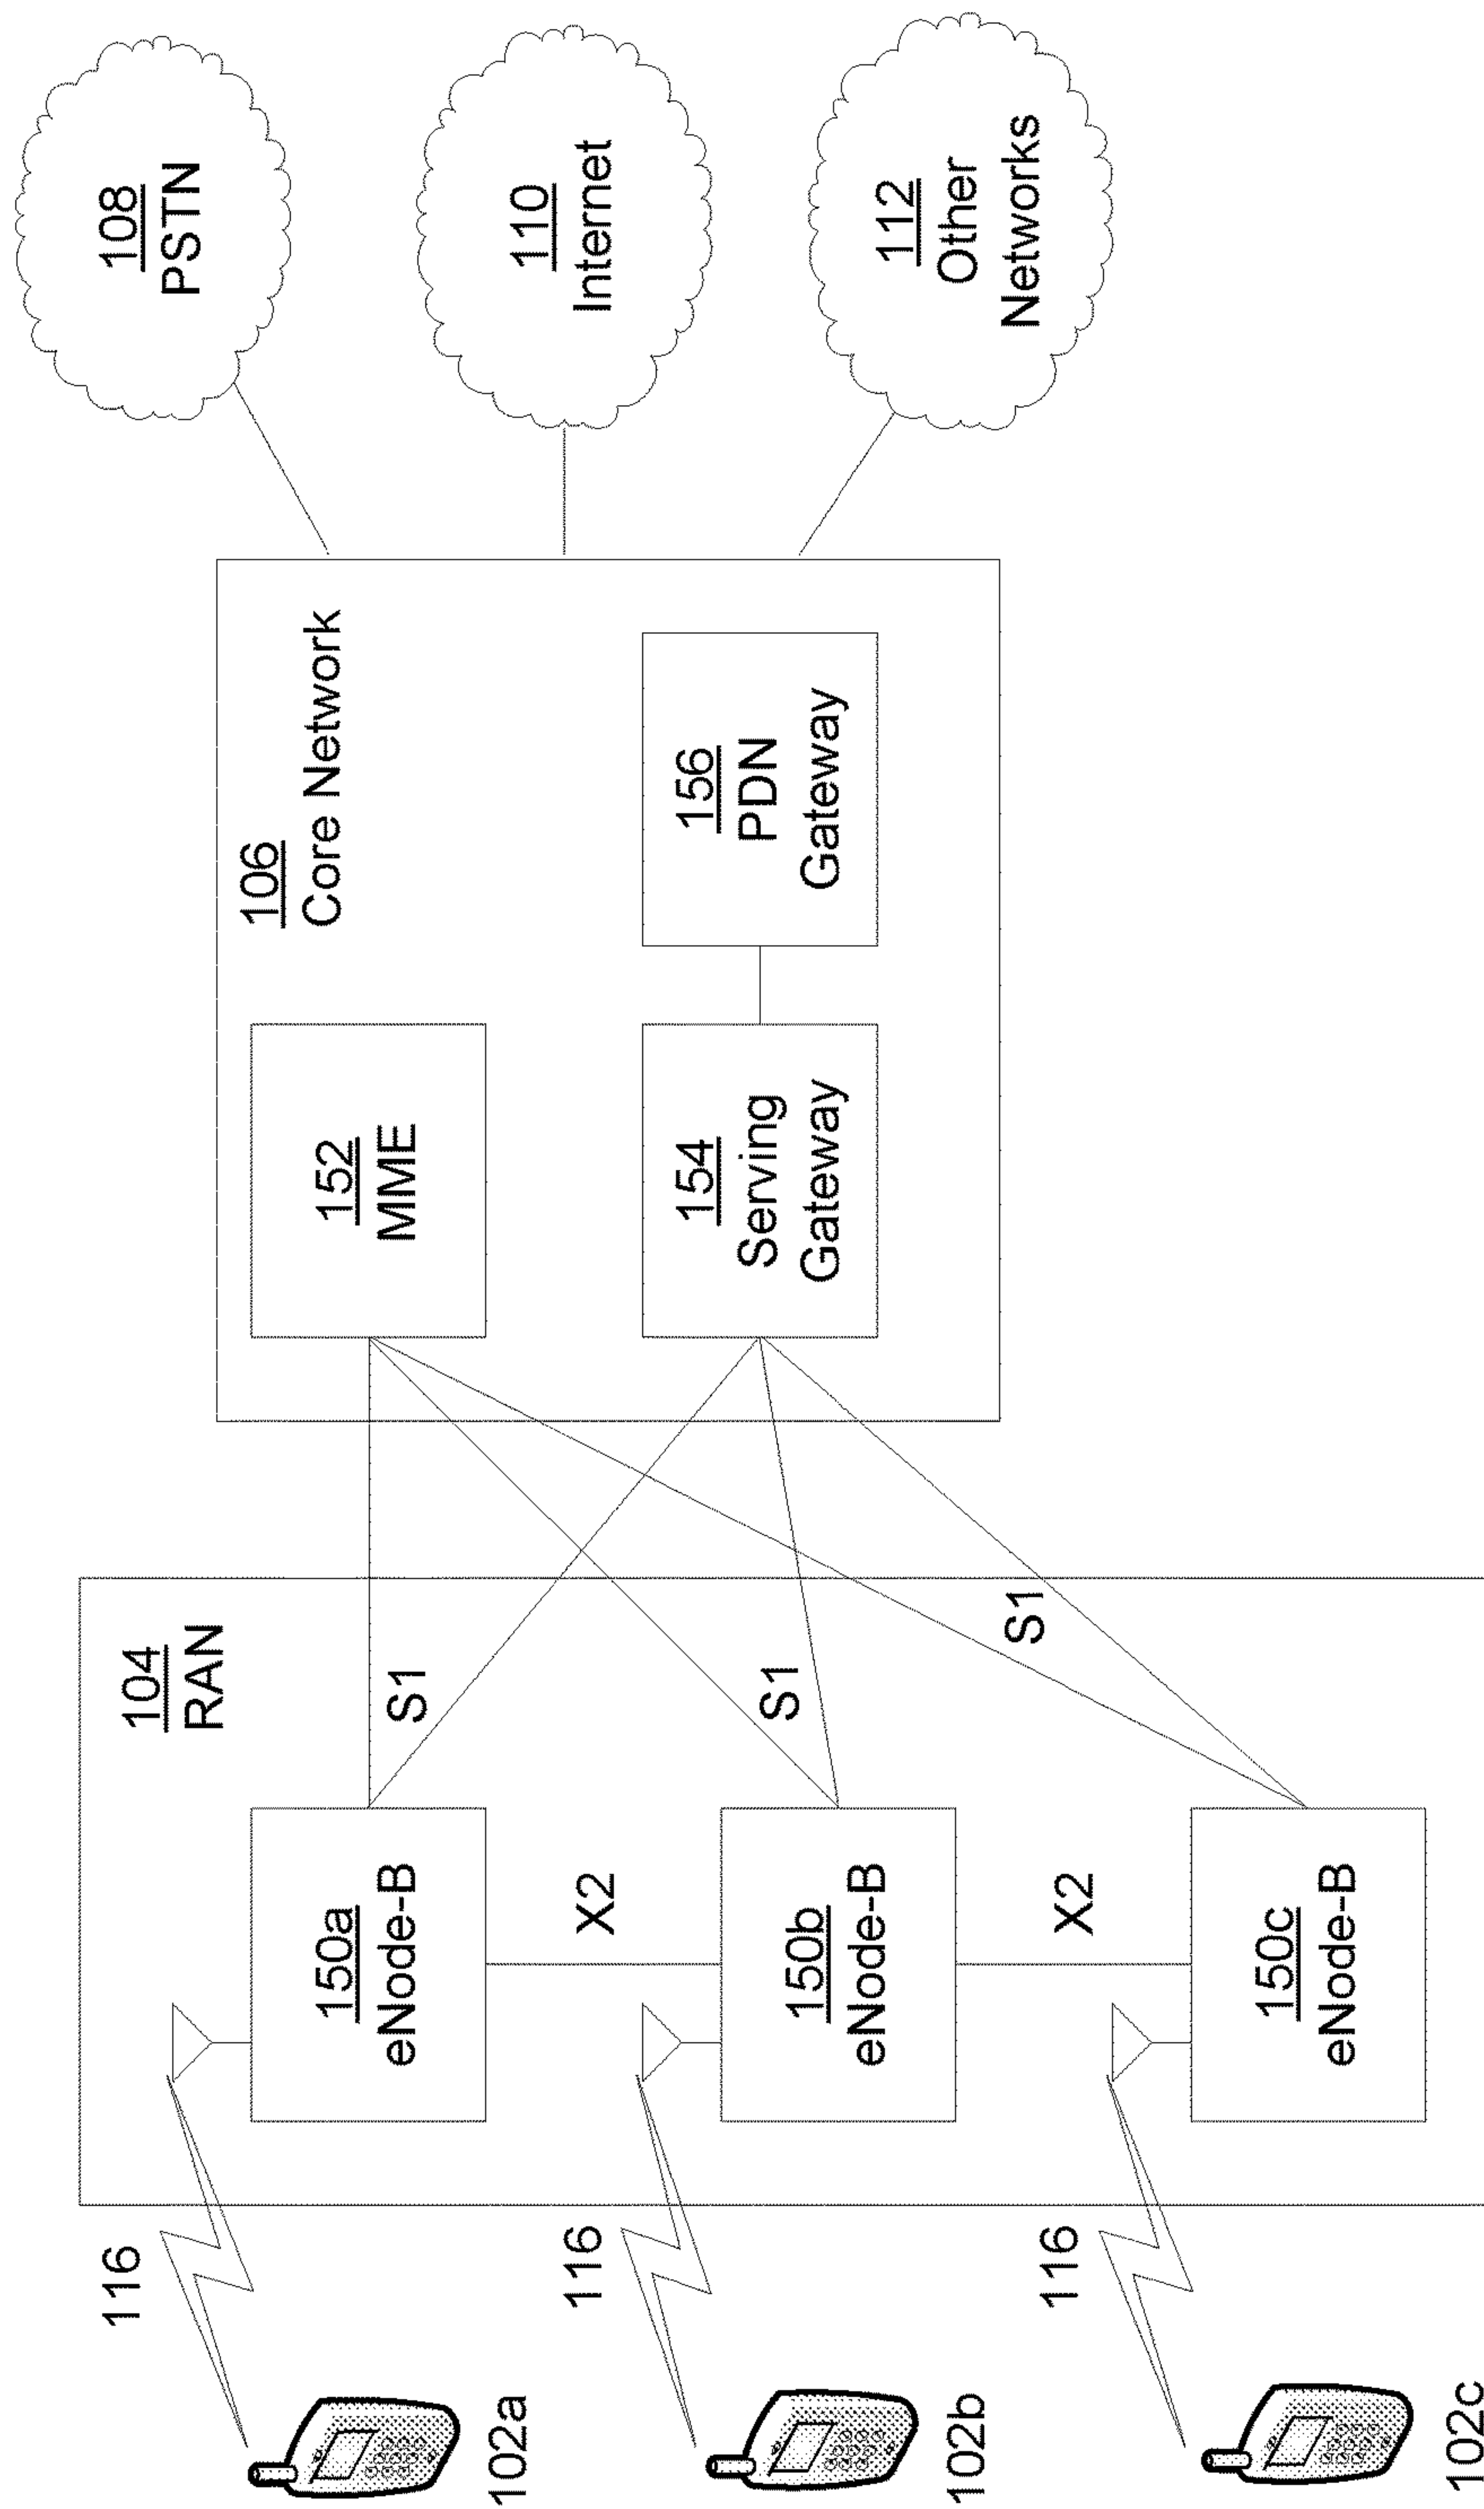 116
102a
104
RAN
150a
eNode-B
S1
X2
116
102b
150b
eNode-B
S1
X2
116
102c
150c
eNode-B
S1
106
Core Network
152
MME
154
Serving
Gateway
156
PDN
Gateway
108
PSTN
110
Internet
112
Other
Networks